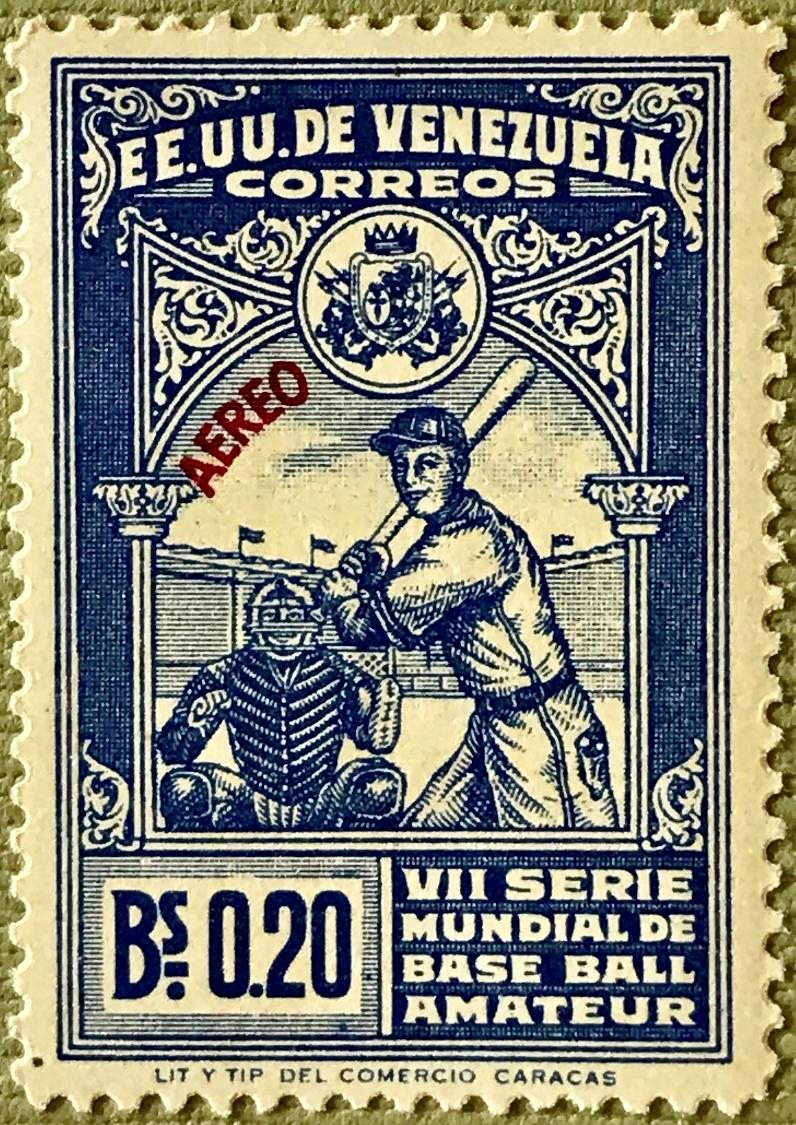 EE.UU.DE VENEZUELA
CORREOS
AEREO
Bs 0.20
VII SERIE
MUNDIAL DE
BASE BALL
AMATEUR
LIT Y TIP DEL COMERCIO CARACAS